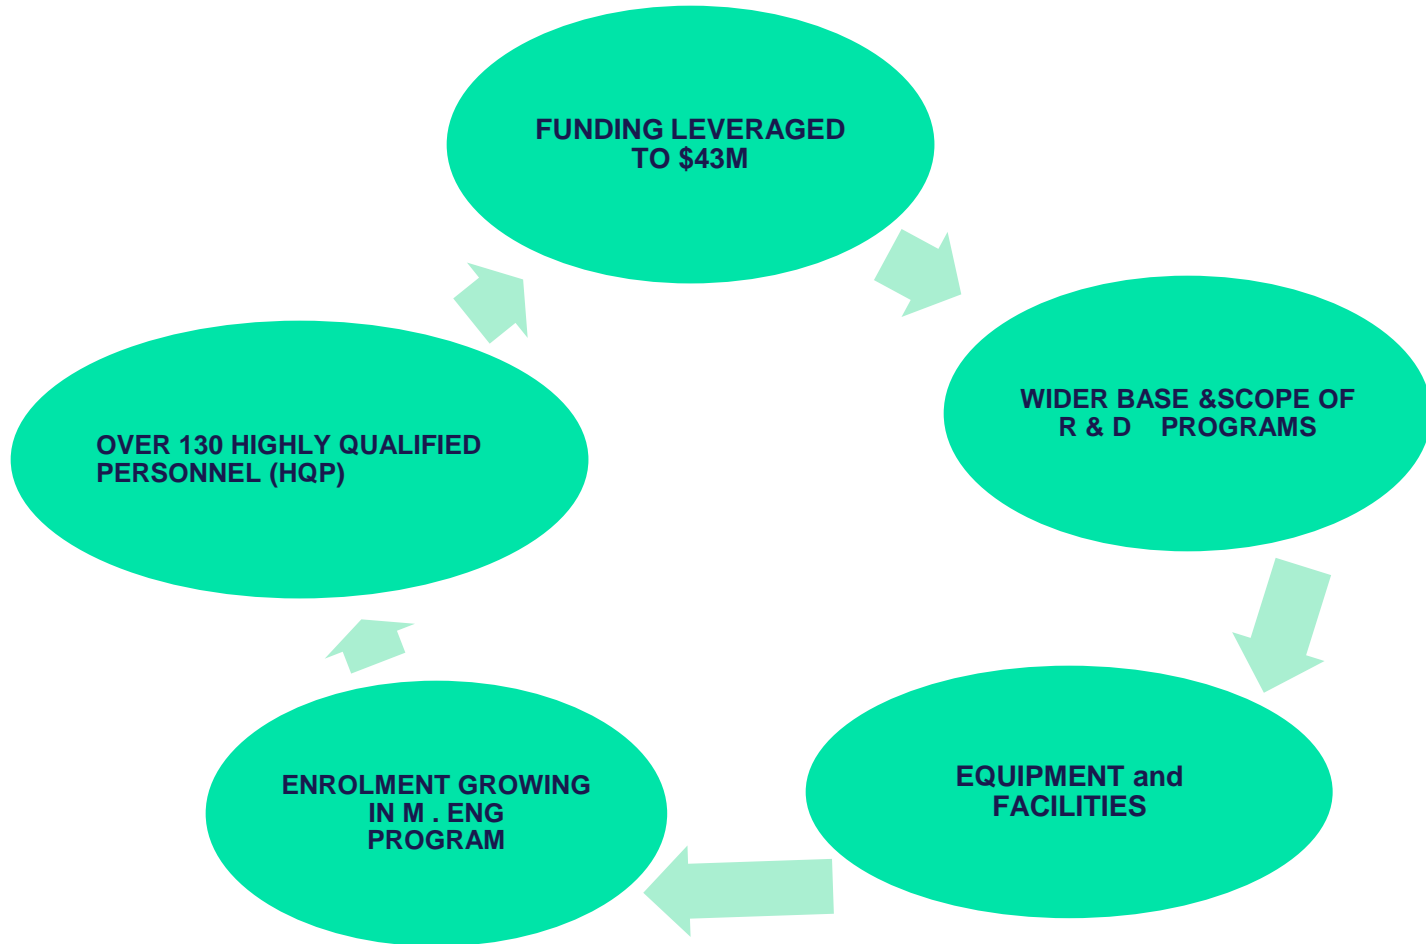 FUNDING LEVERAGED
TO $43M
WIDER BASE &SCOPE OF
R & D PROGRAMS
EQUIPMENT and
FACILITIES
ENROLMENT GROWING
IN M . ENG
PROGRAM
OVER 130 HIGHLY QUALIFIED
PERSONNEL (HQP)